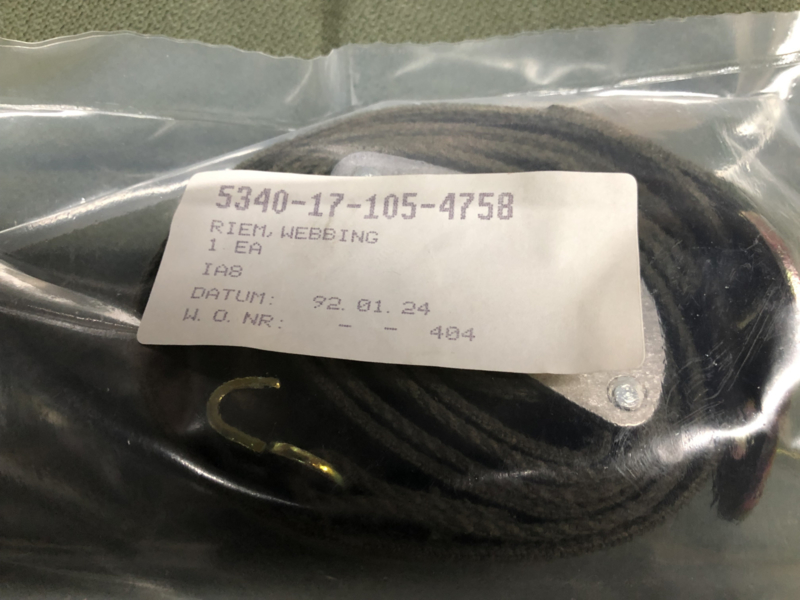 5340-17-105-4758
RIEM, WEBBING
1 EA
IA8
DATUM: 92.01.24
W.O.NR: - - 404